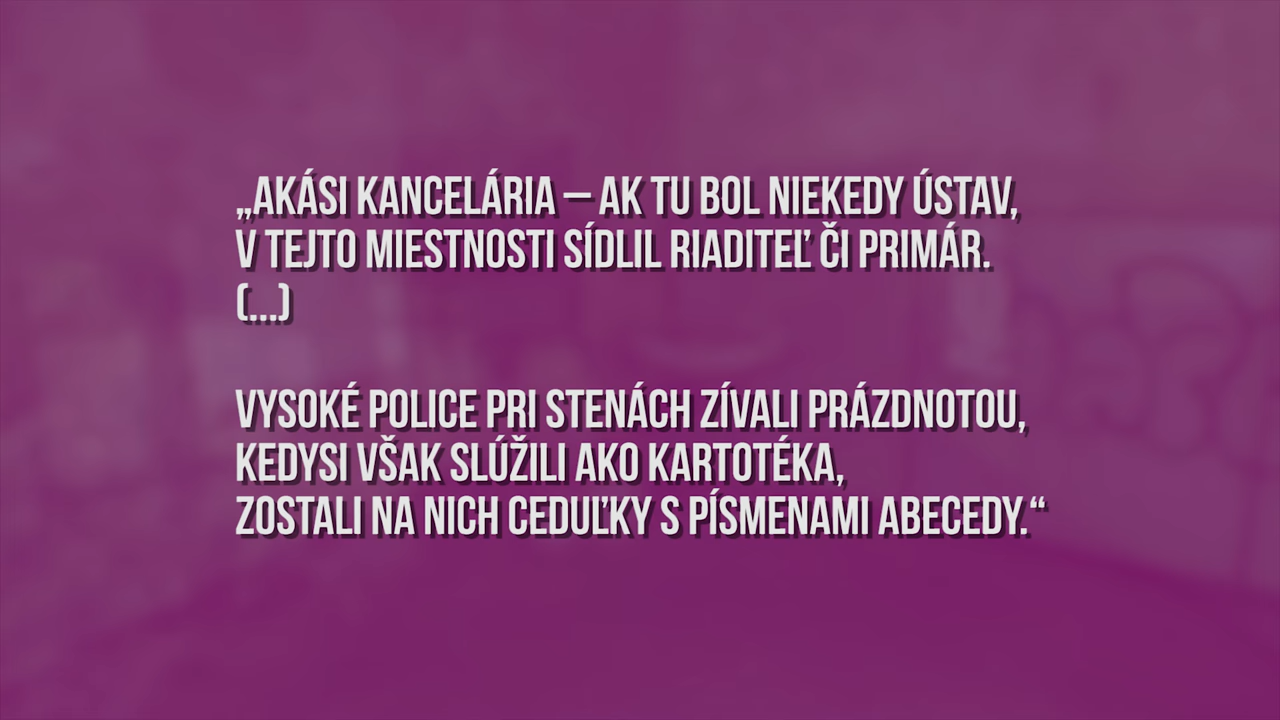 „AKÁSI KANCELÁRIA – AK TU BOL NIEKEDY ÚSTAV,
V TEJTO MIESTNOSTI SÍDLIL RIADITEĽ ČI PRIMÁR.
(...)
VYSOKÉ POLICE PRI STENÁCH ZÍVALI PRÁZDNOTOU,
KEDYSI VŠAK SLÚŽILI AKO KARTOTÉKA,
ZOSTALI NA NICH CEDUĽKY S PÍSMENAMI ABECEDY.“